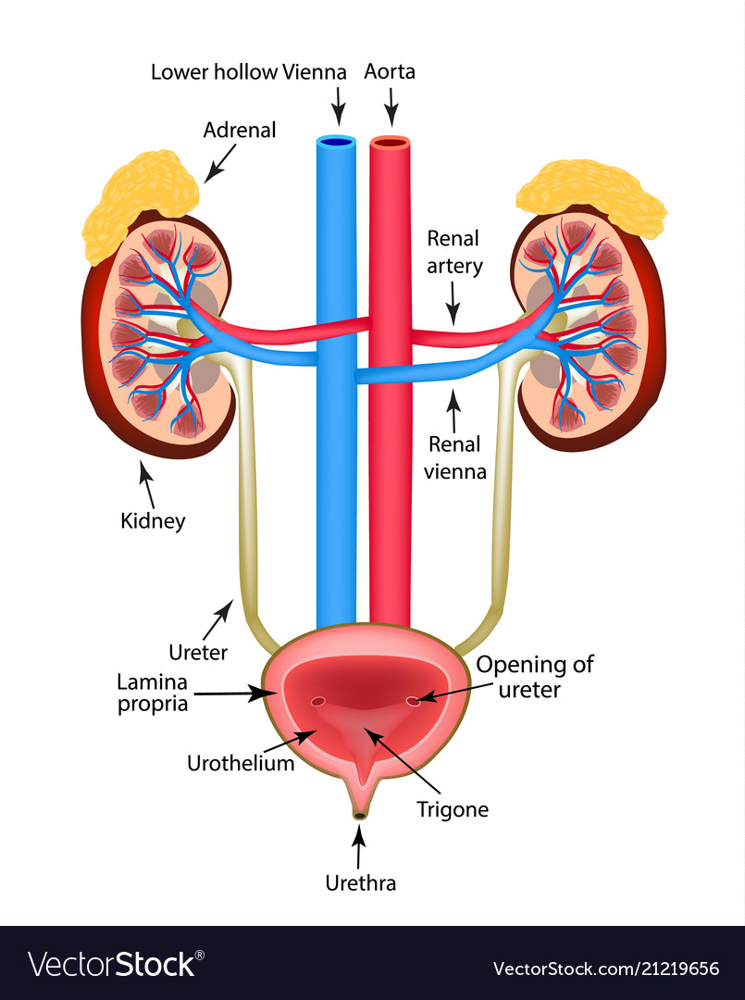 Lower hollow Vienna
Aorta
Adrenal
Renal
artery
Renal
vienna
Kidney
Ureter
Lamina
propria
Opening of
ureter
Urothelium
Trigone
Urethra
VectorStock®
VectorStock.com/21219656